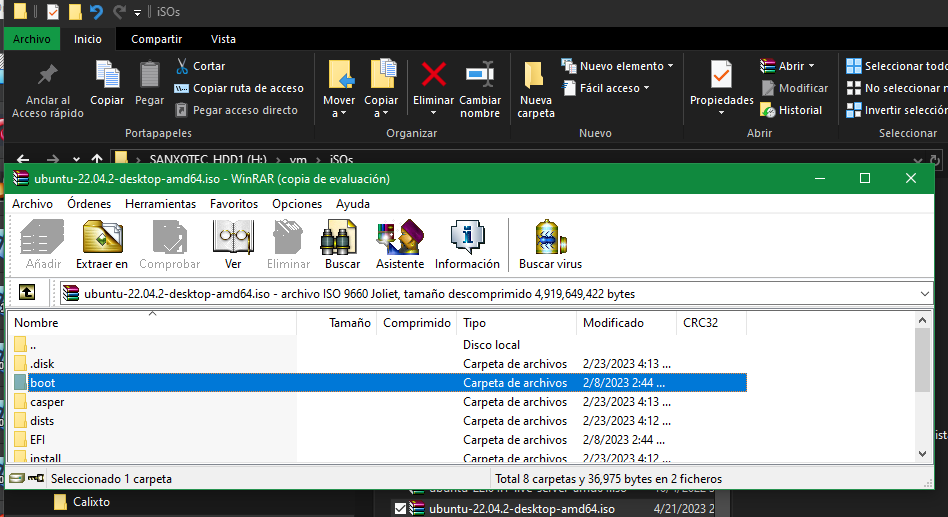 iSOs
Archivo Inicio Compartir Vista
Anclar al Acceso rápido
Copiar
Pegar
Cortar
Copiar ruta de acceso
Pegar acceso directo
Portapapeles
Mover a
Copiar a
Eliminar
Cambiar nombre
Organizar
Nueva carpeta
Nuevo elemento
Fácil acceso
Nuevo
Propiedades
Abrir
Modificar
Historial
Abrir
Seleccionar todo
No seleccionar n
Invertir selección
Seleccionar
SANXOTEC_HDD1 (H:) vm iSOs
ubuntu-22.04.2-desktop-amd64.iso - WinRAR (copia de evaluación)
Archivo Órdenes Herramientas Favoritos Opciones Ayuda
Añadir Extraer en Comprobar Ver Eliminar Buscar Asistente Información Buscar virus
ubuntu-22.04.2-desktop-amd64.iso - archivo ISO 9660 Joliet, tamaño descomprimido 4,919,649,422 bytes
Nombre Tamaño Comprimido Tipo Modificado CRC32
.. Disco local
.disk Carpeta de archivos 2/23/2023 4:13 ...
boot Carpeta de archivos 2/8/2023 2:44 ...
casper Carpeta de archivos 2/23/2023 4:13 ...
dists Carpeta de archivos 2/23/2023 4:12 ...
EFI Carpeta de archivos 2/8/2023 2:44 ...
install Carpeta de archivos 2/23/2023 4:12 ...
Seleccionado 1 carpeta Total 8 carpetas y 36,975 bytes en 2 ficheros
Calixto
ubuntu-22.04.2-desktop-amd64.iso 4/21/2023 2